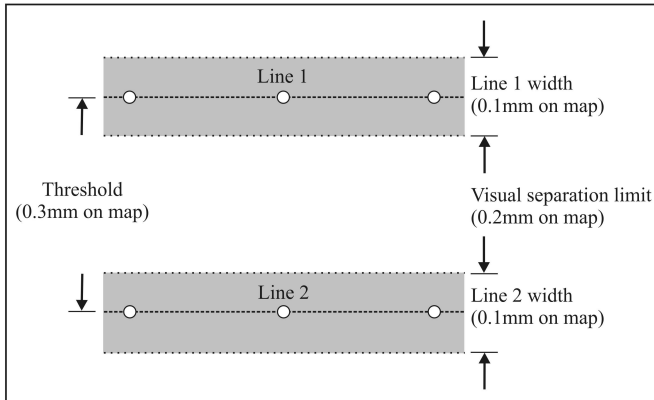 Line 1
Line 1 width
(0.1mm on map)
Threshold
(0.3mm on map)
Visual separation limit
(0.2mm on map)
Line 2
Line 2 width
(0.1mm on map)